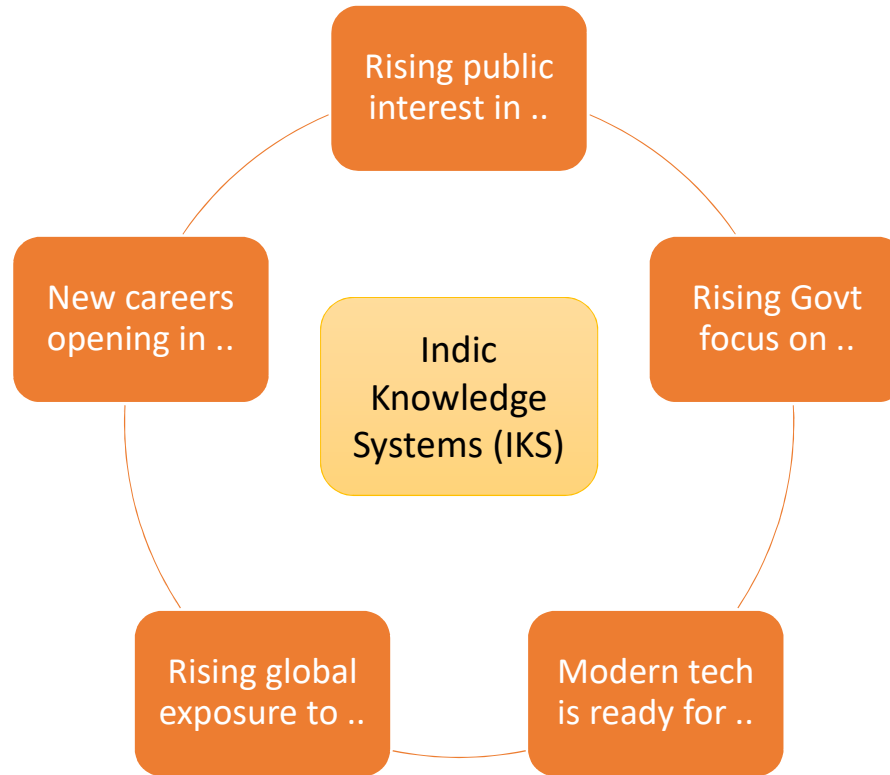 Rising public
interest in ..
New careers
opening in ..
Rising Govt
focus on ..
Indic
Knowledge
Systems (IKS)
Rising global
exposure to ..
Modern tech
is ready for ..